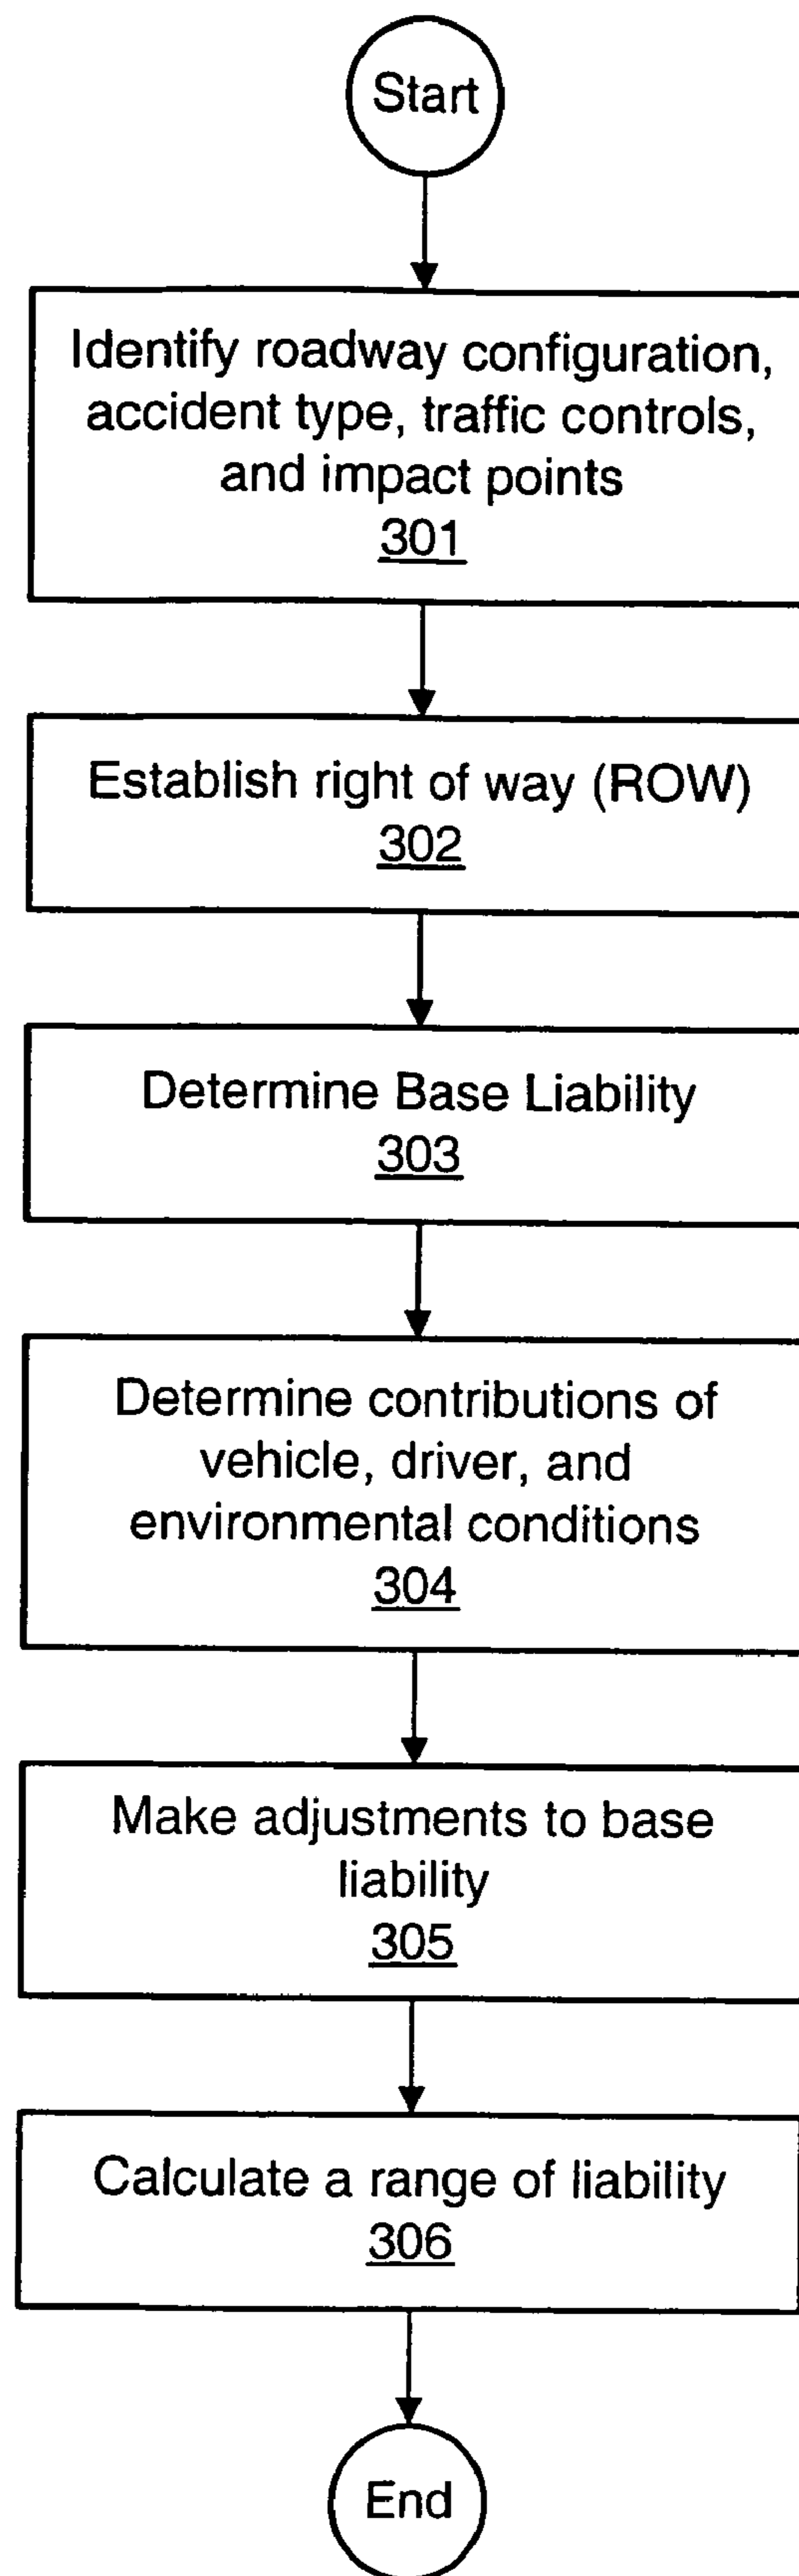 Start
Identify roadway configuration,
accident type, traffic controls,
and impact points
301
Establish right of way (ROW)
302
Determine Base Liability
303
Determine contributions of
vehicle, driver, and
environmental conditions
304
Make adjustments to base
liability
305
Calculate a range of liability
306
End